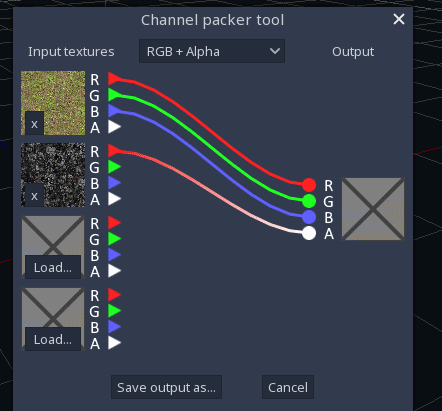 Channel packer tool
Input textures
RGB + Alpha
Output
R
G
B
A
x
R
G
B
A
x
R
G
B
A
R
G
B
A
Load...
R
G
B
A
Load...
Save output as...
Cancel